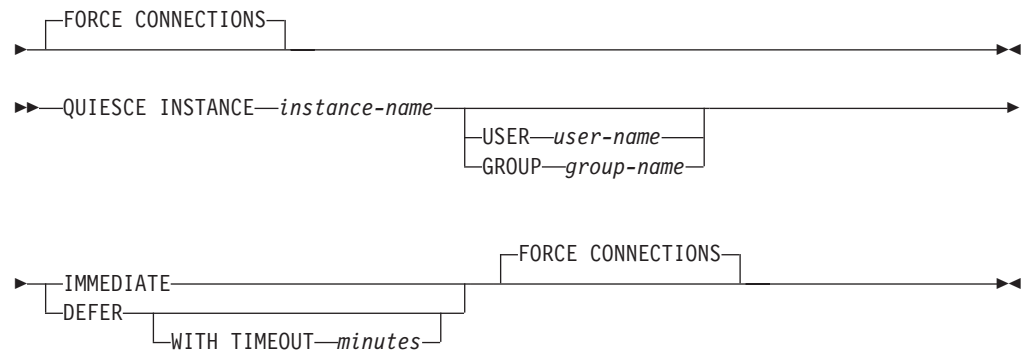 FORCE CONNECTIONS
QUIESCE INSTANCE instance-name
USER user-name
GROUP group-name
FORCE CONNECTIONS
IMMEDIATE
DEFER
WITH TIMEOUT minutes